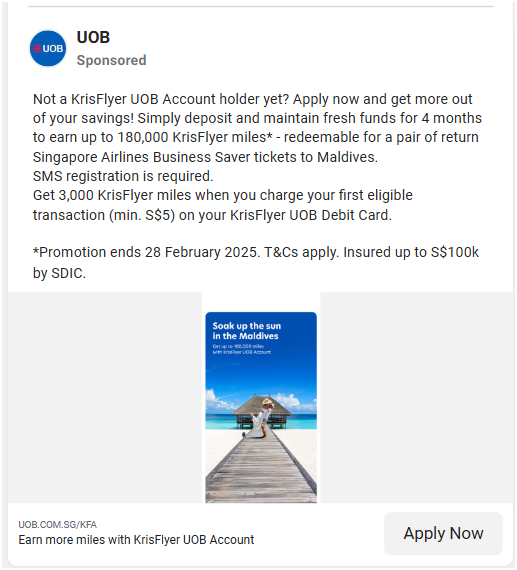 UOB
UOB
Sponsored
Not a KrisFlyer UOB Account holder yet? Apply now and get more out
of your savings! Simply deposit and maintain fresh funds for 4 months
to earn up to 180,000 KrisFlyer miles* - redeemable for a pair of return
Singapore Airlines Business Saver tickets to Maldives.
SMS registration is required.
Get 3,000 KrisFlyer miles when you charge your first eligible
transaction (min. S$5) on your KrisFlyer UOB Debit Card.
*Promotion ends 28 February 2025. T&Cs apply. Insured up to S$100k
by SDIC.
Soak up the sun
in the Maldives
Get up to 180,000 miles
with KrisFlyer UOB Account
UOB.COM.SG/KFA
Earn more miles with KrisFlyer UOB Account
Apply Now